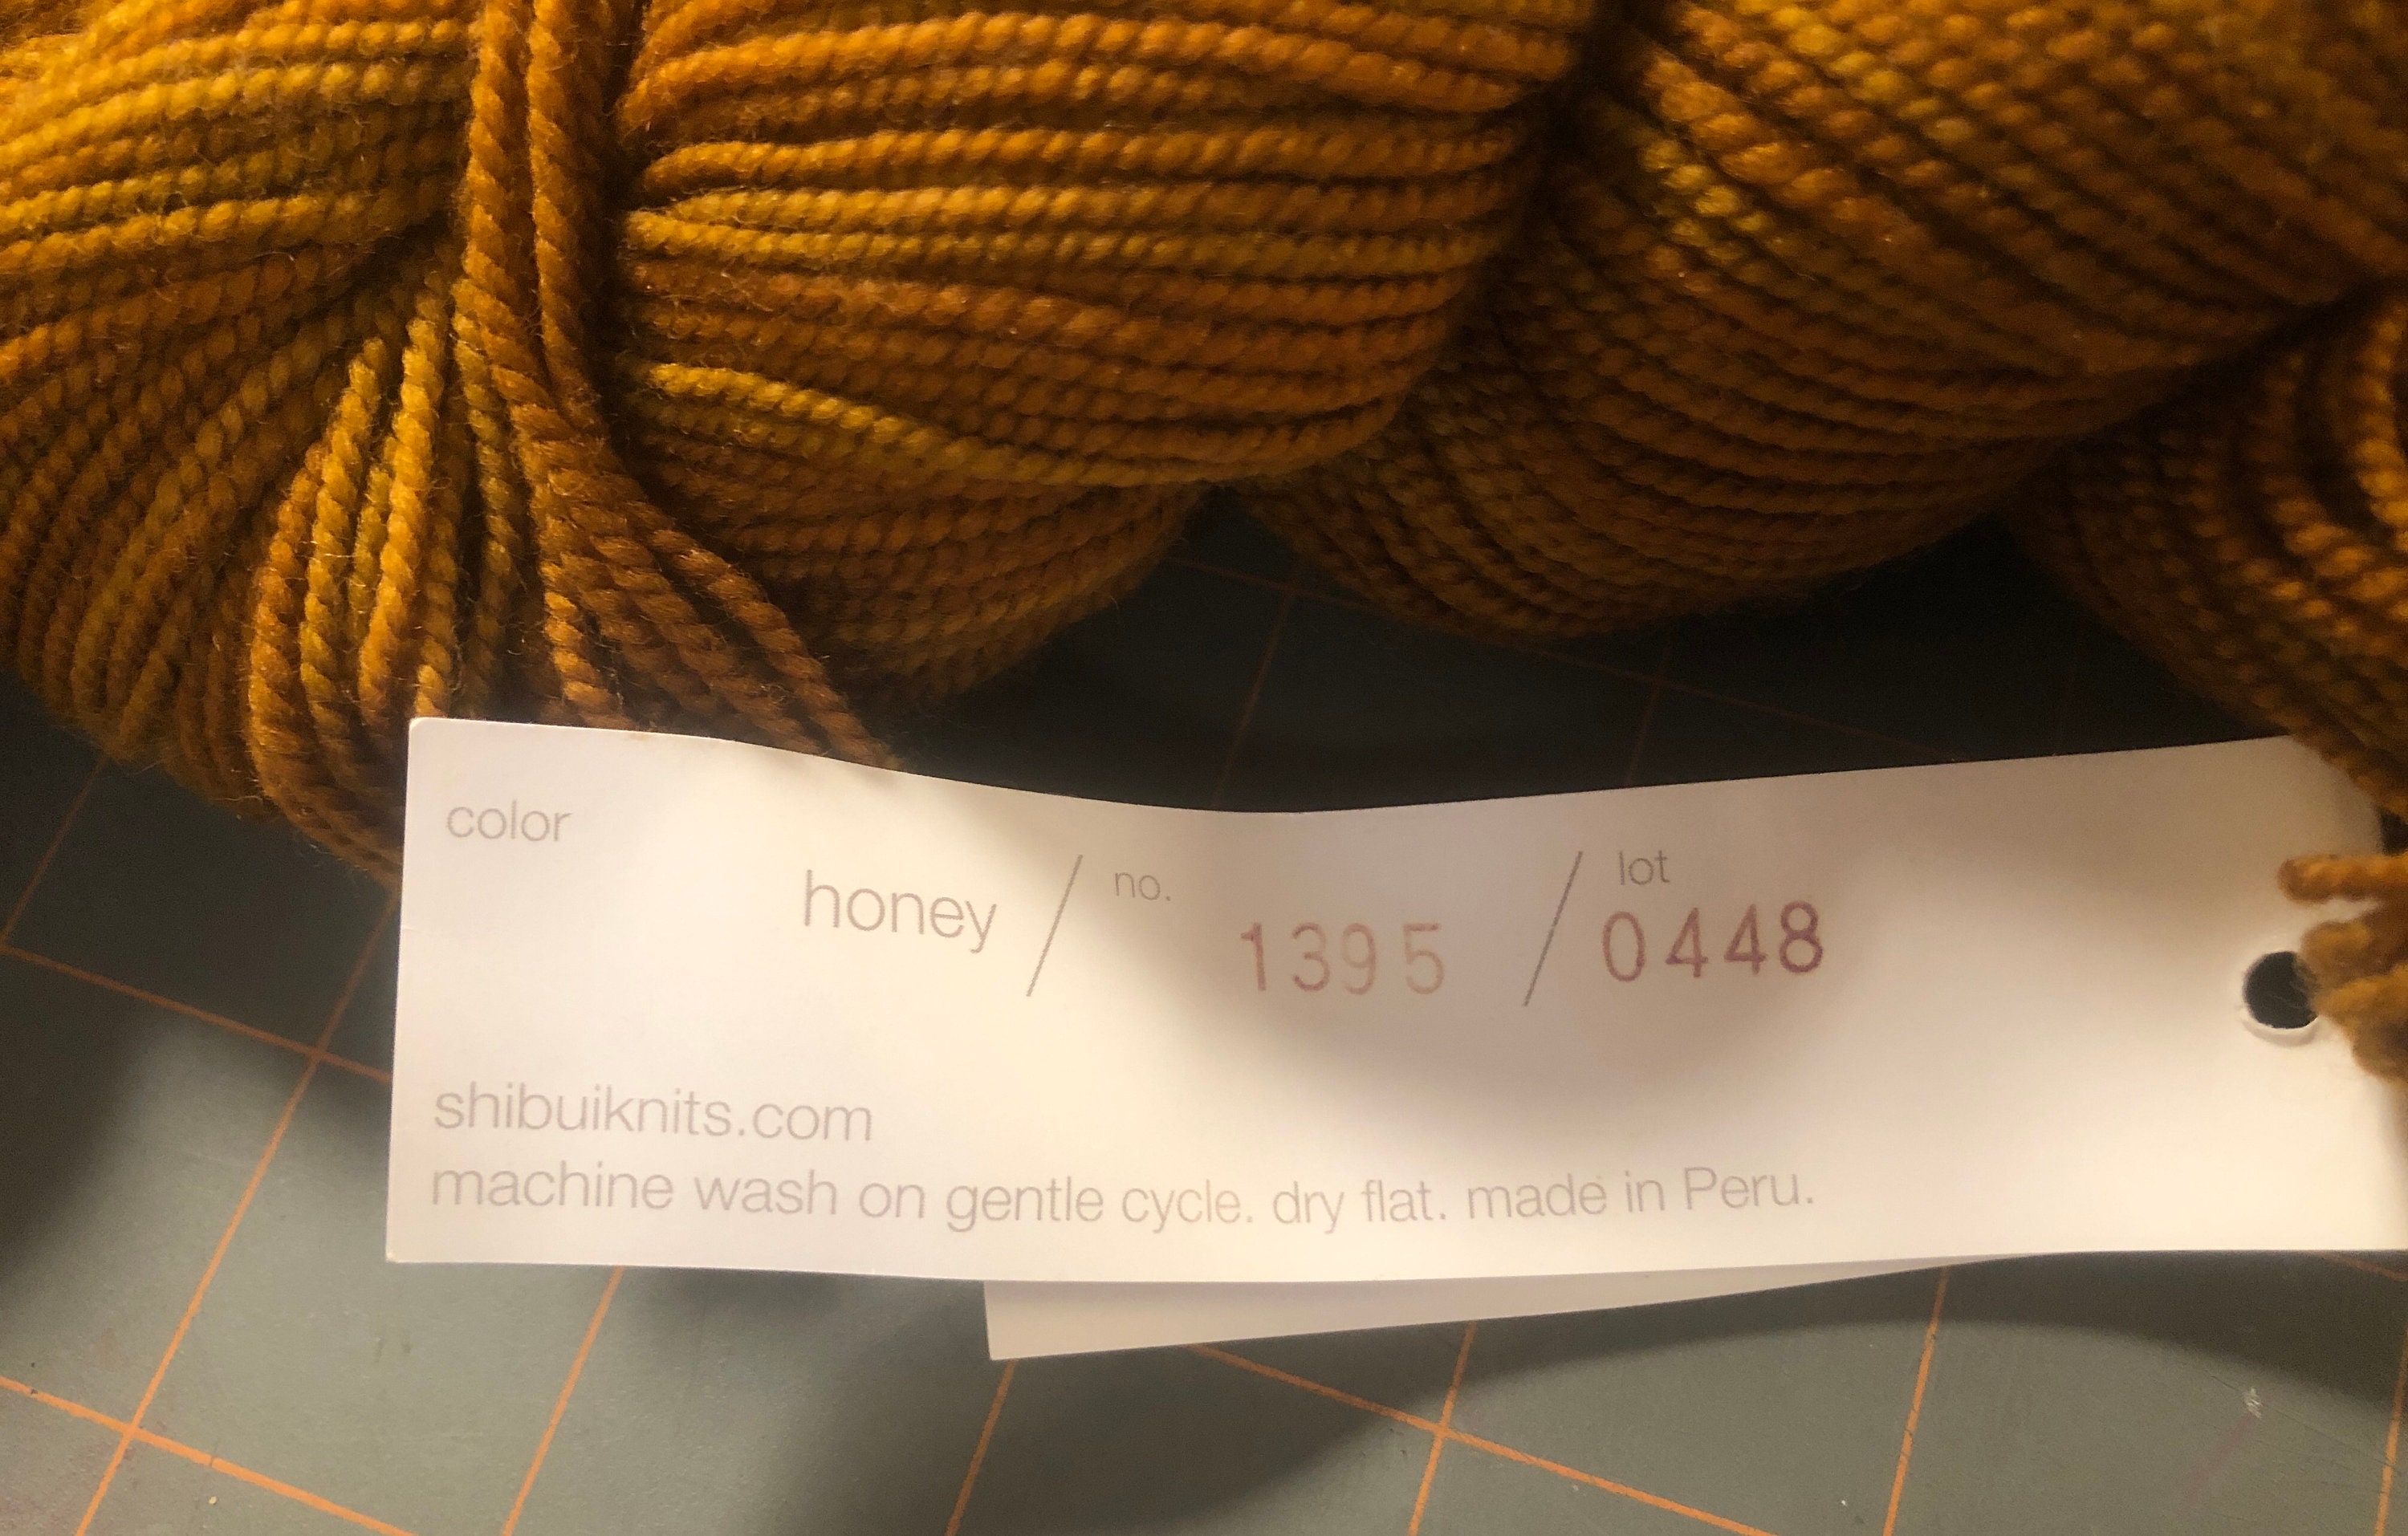 color
honey / no. 1395 / lot 0448
shibuiknits.com
machine wash on gentle cycle. dry flat. made in Peru.